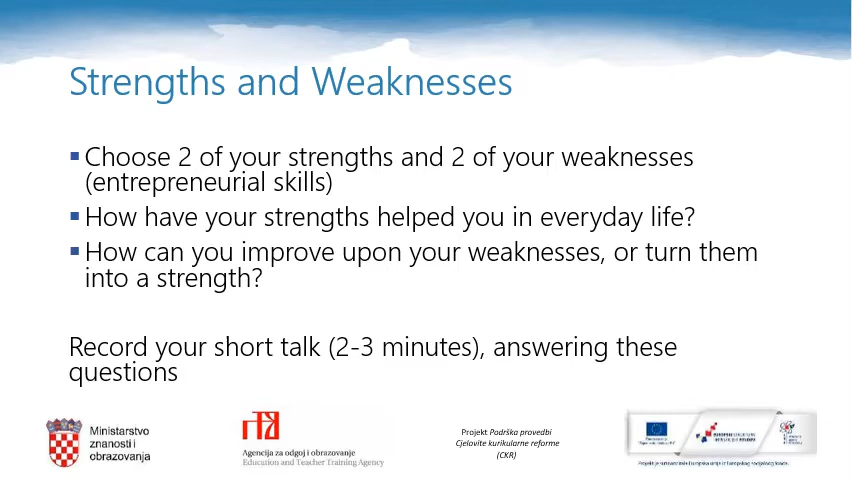 Strengths and Weaknesses
▪ Choose 2 of your strengths and 2 of your weaknesses
(entrepreneurial skills)
▪ How have your strengths helped you in everyday life?
▪ How can you improve upon your weaknesses, or turn them
into a strength?
Record your short talk (2-3 minutes), answering these
questions
Ministarstvo
znanosti i
obrazovanja
Agencija za odgoj i obrazovanje
Education and Teacher Training Agency
Projekt Podrška provedbi
Cjelovite kurikularne reforme
(CKR)